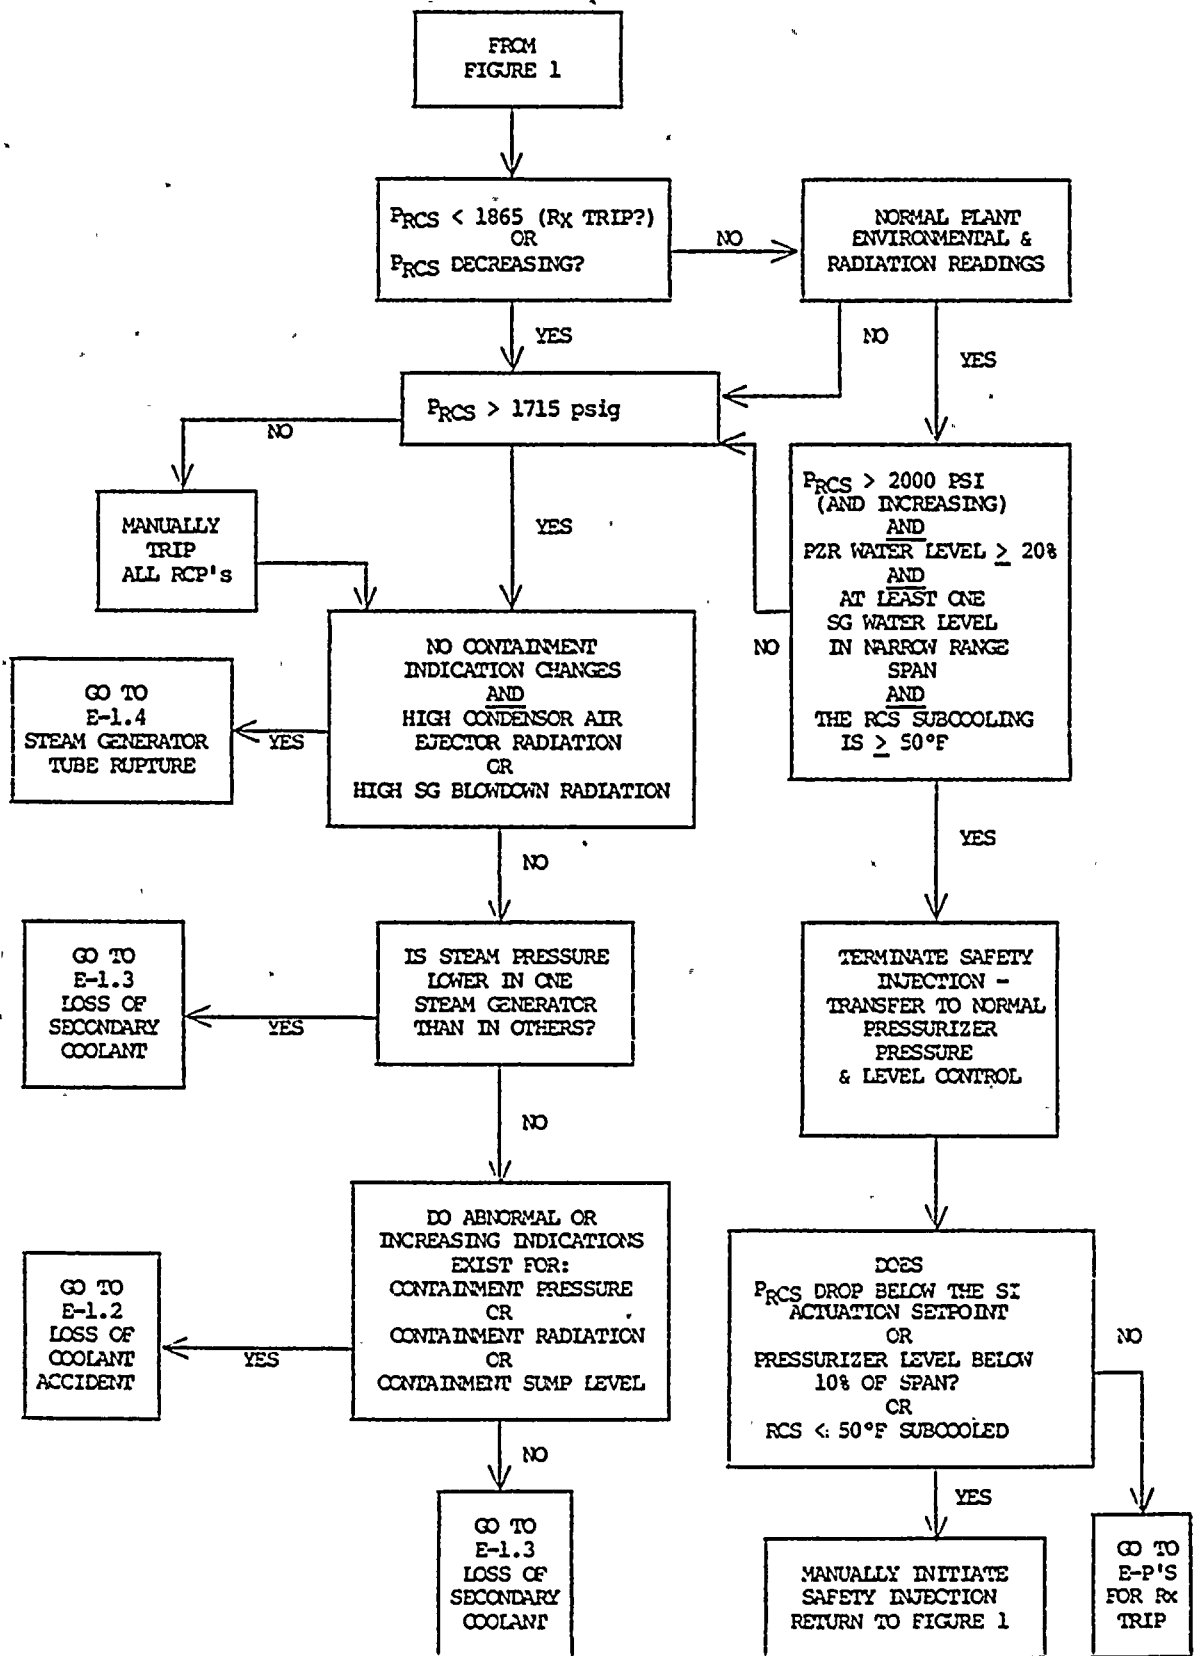 FROM
FIGURE 1
PRCS < 1865 (Rx TRIP?)
OR
PRCS DECREASING?
NO
NORMAL PLANT
ENVIRONMENTAL &
RADIATION READINGS
YES
NO
YES
PRCS > 1715 psig
NO
YES
MANUALLY
TRIP
ALL RCP's
PRCS > 2000 PSI
(AND INCREASING)
AND
PZR WATER LEVEL ≥ 20%
AND
AT LEAST ONE
SG WATER LEVEL
IN NARROW RANGE
SPAN
AND
THE RCS SUBCOOLING
IS ≥ 50°F
NO
YES
NO CONTAINMENT
INDICATION CHANGES
AND
HIGH CONDENSOR AIR
EJECTOR RADIATION
OR
HIGH SG BLOWDOWN RADIATION
YES
GO TO
E-1.4
STEAM GENERATOR
TUBE RUPTURE
NO
IS STEAM PRESSURE
LOWER IN ONE
STEAM GENERATOR
THAN IN OTHERS?
YES
GO TO
E-1.3
LOSS OF
SECONDARY
COOLANT
TERMINATE SAFETY
INJECTION -
TRANSFER TO NORMAL
PRESSURIZER
PRESSURE
& LEVEL CONTROL
NO
DO ABNORMAL OR
INCREASING INDICATIONS
EXIST FOR:
CONTAINMENT PRESSURE
OR
CONTAINMENT RADIATION
OR
CONTAINMENT SUMP LEVEL
YES
GO TO
E-1.2
LOSS OF
COOLANT
ACCIDENT
DOES
PRCS DROP BELOW THE SI
ACTUATION SETPOINT
OR
PRESSURIZER LEVEL BELOW
10% OF SPAN?
OR
RCS < 50°F SUBCOOLED
NO
NO
YES
GO TO
E-1.3
LOSS OF
SECONDARY
COOLANT
MANUALLY INITIATE
SAFETY INJECTION
RETURN TO FIGURE 1
GO TO
E-P'S
FOR Rx
TRIP